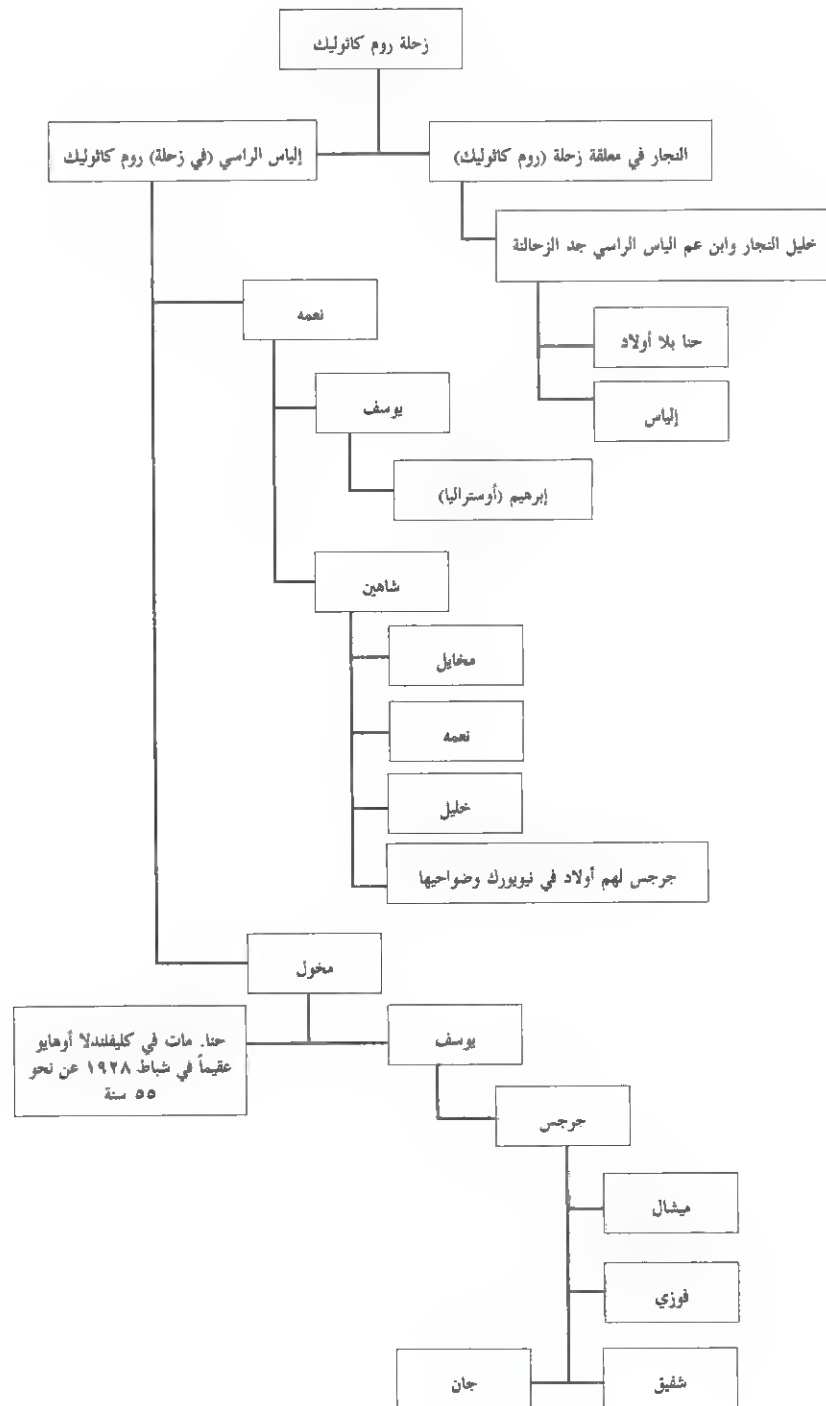 زحلة روم كاثوليك
النجار في معلقة زحلة (روم كاثوليك)
إلياس الراسي (في زحلة) روم كاثوليك
خليل النجار وابن عم الياس الراسي جد الزحالنة
حنا بلا أولاد
إلياس
نعمه
يوسف
إبرهيم (أوستراليا)
شاهين
مخايل
نعمه
خليل
جرجس لهم أولاد في نيويورك وضواحيها
مخول
يوسف
حنا. مات في كليفلندلا أوهايو
عقيماً في شباط ١٩٢٨ عن نحو
٥٥ سنة
جرجس
ميشال
فوزي
شفيق
جان